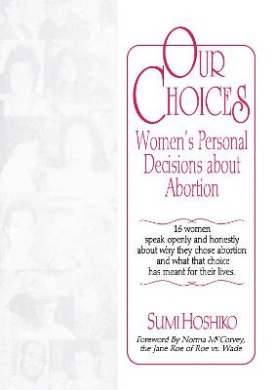 OUR
CHOICES
Women's Personal
Decisions about
Abortion
16 women
speak openly and honestly
about why they chose abortion
and what that choice
has meant for their lives.
SUMI HOSHIKO
Foreword By Norma McCorvey,
the Jane Roe of Roe vs. Wade